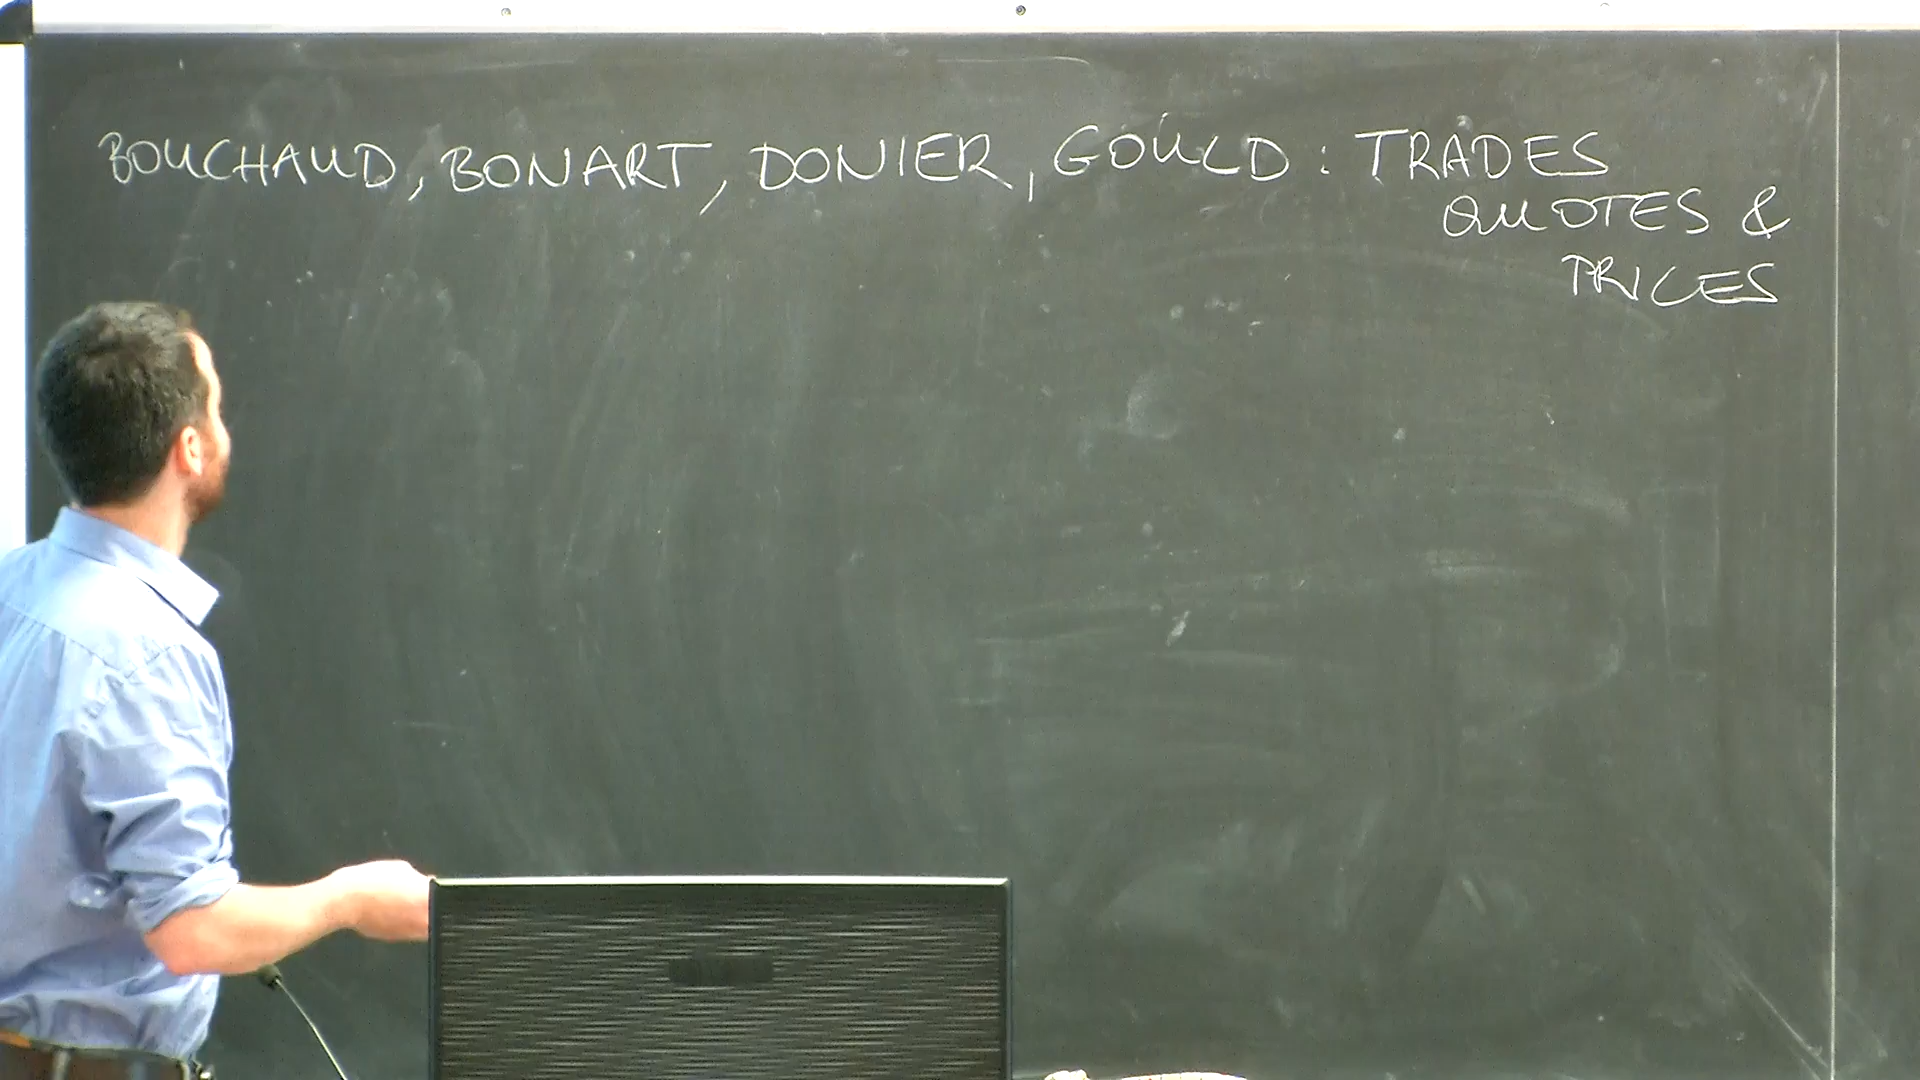 BOUCHAUD, BONART, DONIER, GOULD : TRADES
QUOTES &
PRICES